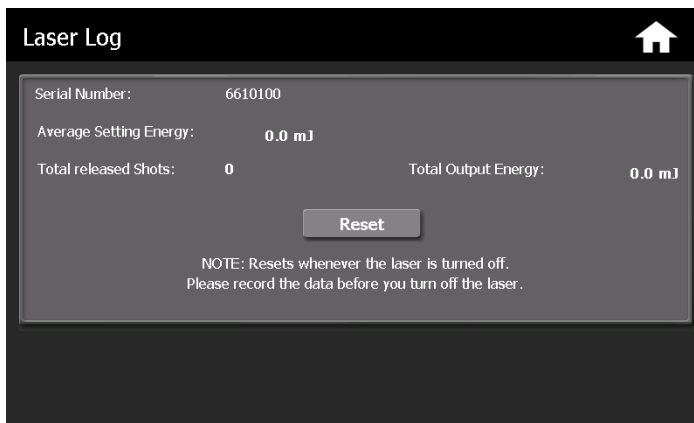 Laser Log
Serial Number: 6610100
Average Setting Energy: 0.0 mJ
Total released Shots: 0 Total Output Energy: 0.0 mJ
Reset
NOTE: Resets whenever the laser is turned off.
Please record the data before you turn off the laser.